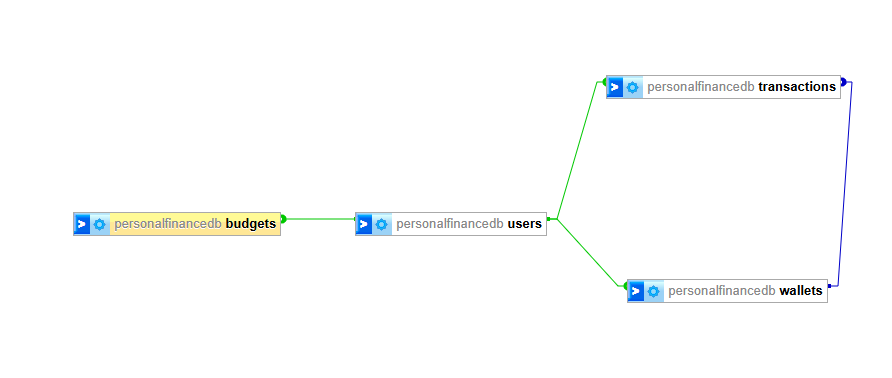 personalfinancedb transactions
personalfinancedb budgets
personalfinancedb users
personalfinancedb wallets